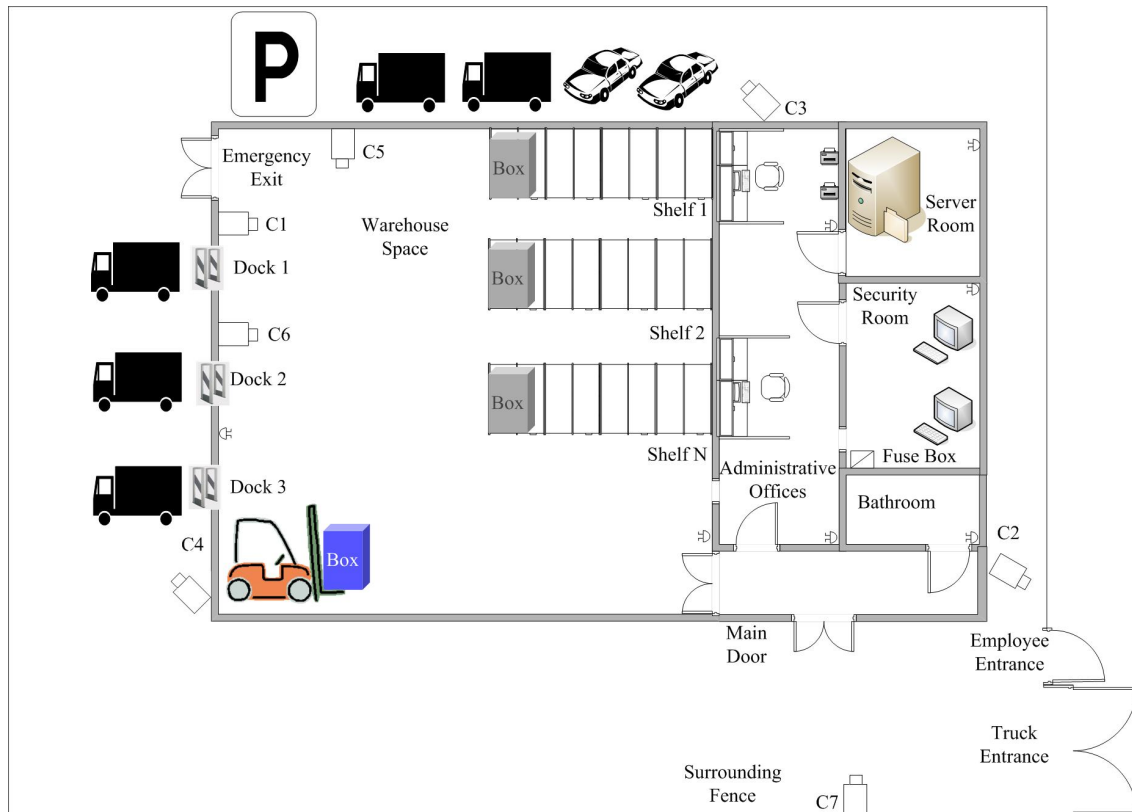 P
C3
Emergency
Exit
C5
Box
Shelf 1
Server
Room
C1
Warehouse
Space
Dock 1
Box
Shelf 2
Security
Room
C6
Dock 2
Box
Shelf N
Fuse Box
Dock 3
Administrative
Offices
Bathroom
C4
Box
C2
Main
Door
Employee
Entrance
Truck
Entrance
Surrounding
Fence
C7